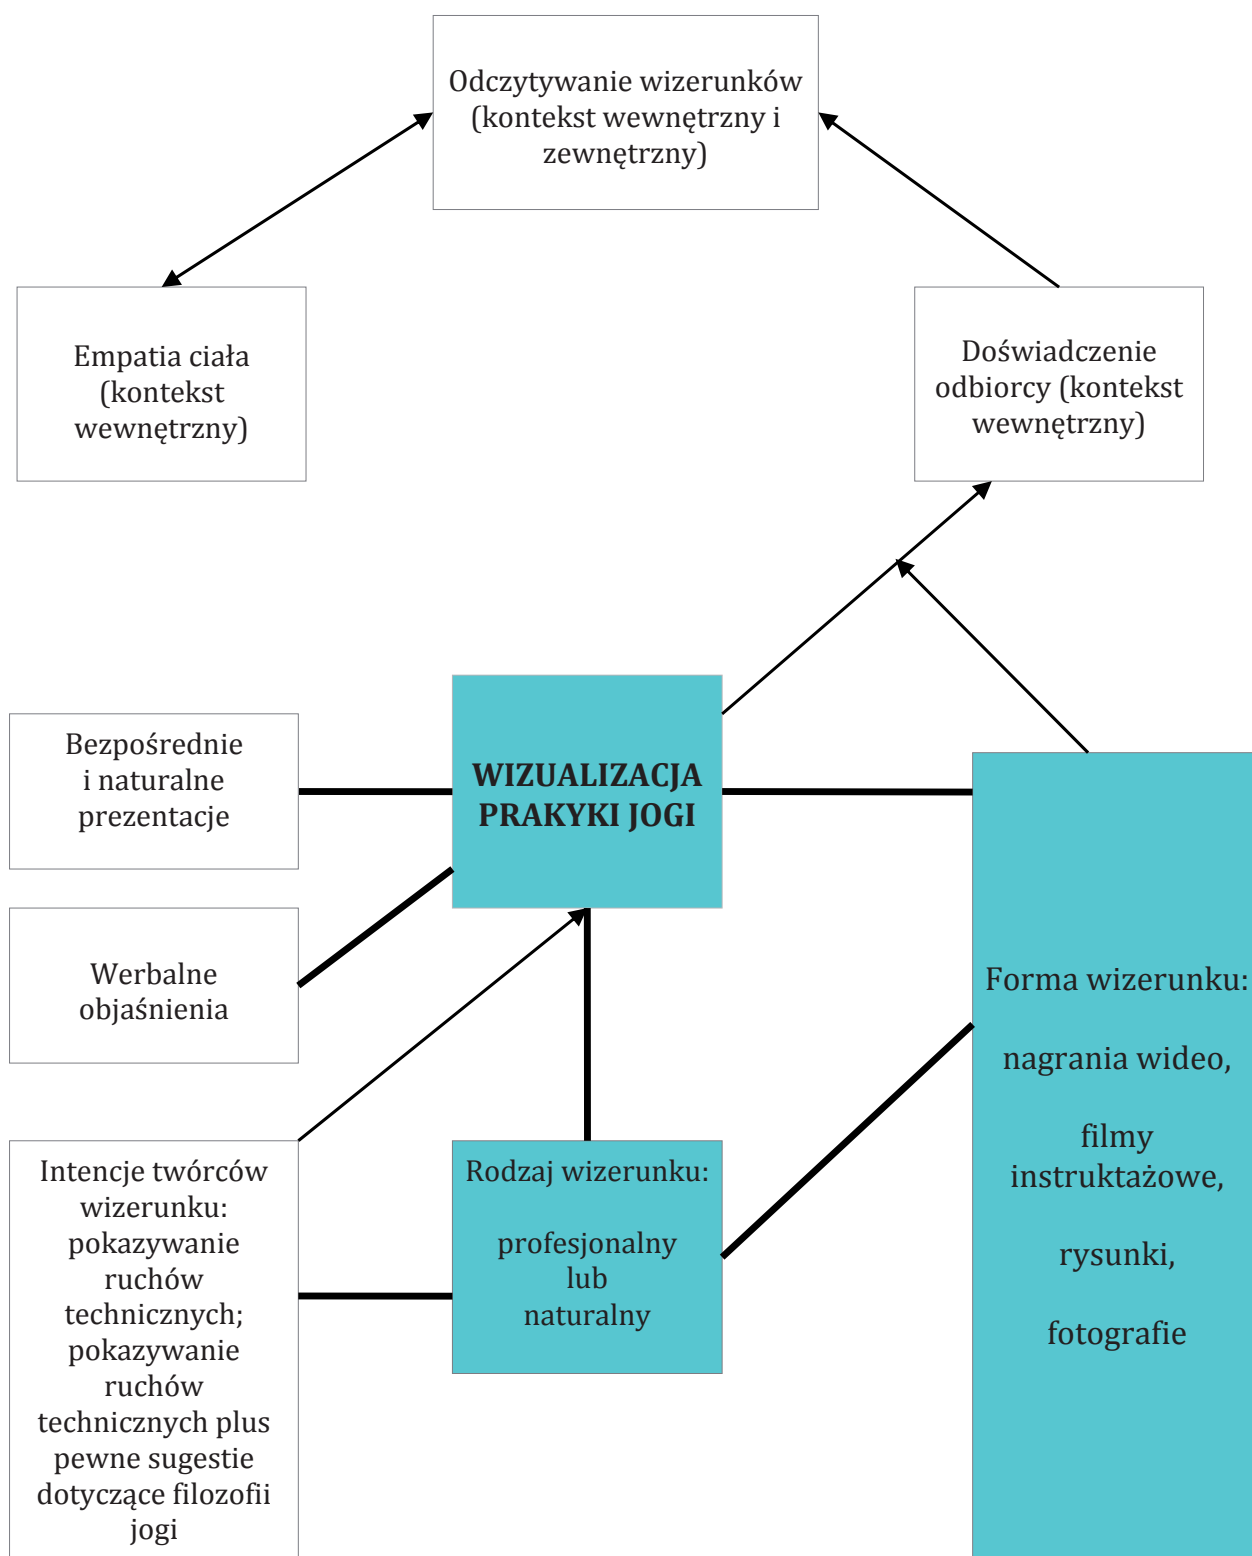 Odczytywanie wizerunków
(kontekst wewnętrzny i
zewnętrzny)
Empatia ciała
(kontekst
wewnętrzny)
Doświadczenie
odbiorcy (kontekst
wewnętrzny)
Bezpośrednie
i naturalne
prezentacje
WIZUALIZACJA
PRAKYKI JOGI
Werbalne
objaśnienia
Intencje twórców
wizerunku:
pokazywanie
ruchów
technicznych;
pokazywanie
ruchów
technicznych plus
pewne sugestie
dotyczące filozofii
jogi
Rodzaj wizerunku:
profesjonalny
lub
naturalny
Forma wizerunku:
nagrania wideo,
filmy
instruktażowe,
rysunki,
fotografie